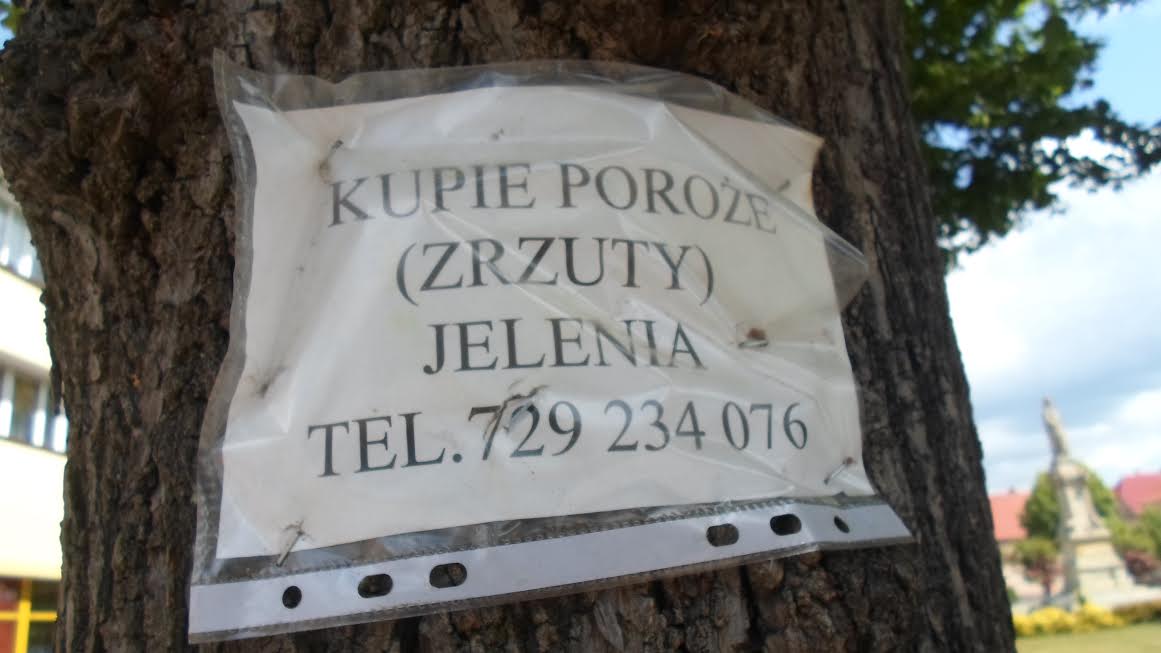 KUPIE POROŻE
(ZRZUTY)
JELENIA
TEL. 729 234 076